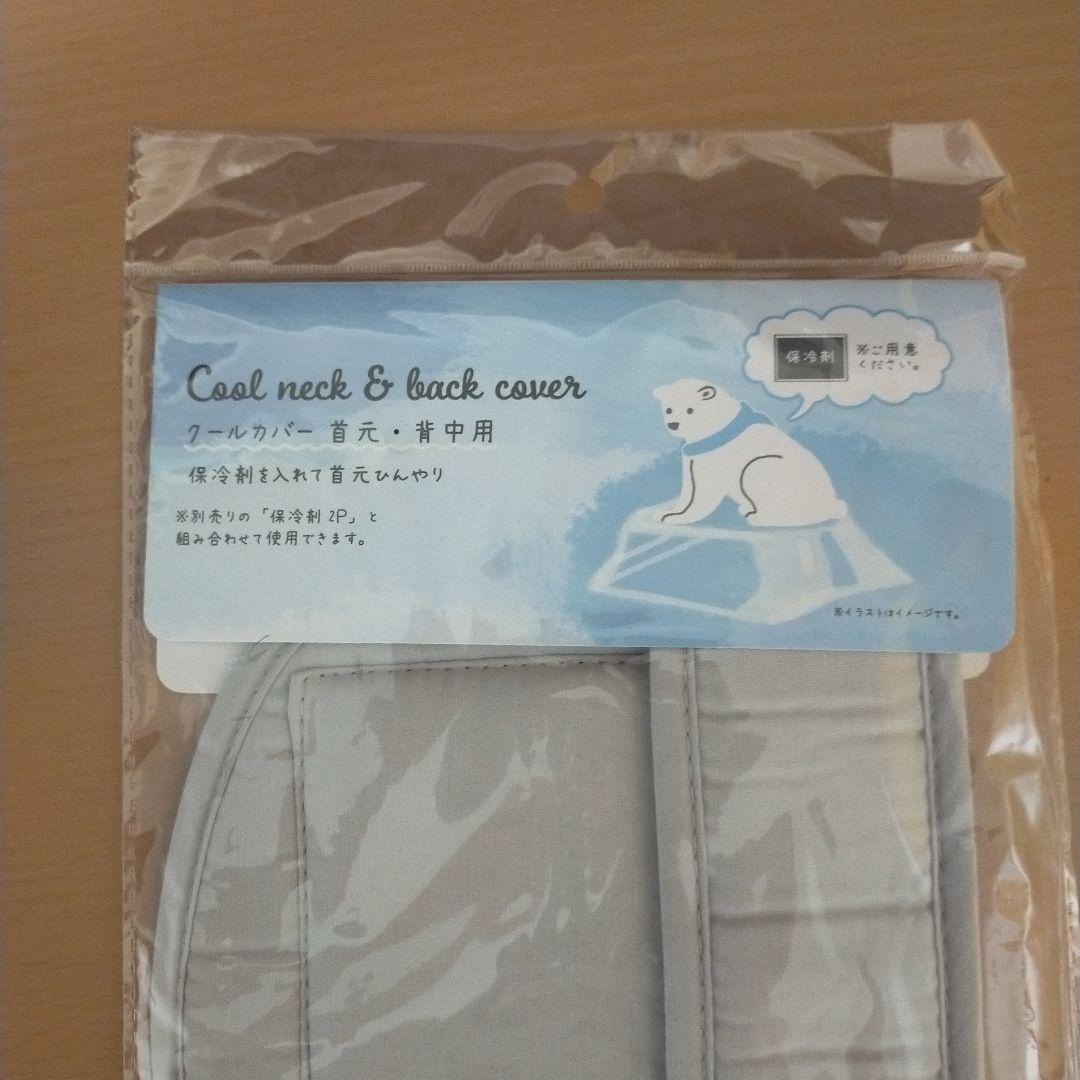 Cool neck & back cover
クールカバー 首元・背中用
保冷剤を入れて首元ひんやり
※別売りの「保冷剤2P」と
組み合わせて使用できます。
保冷剤
※ご用意
ください。
※イラストはイメージです。